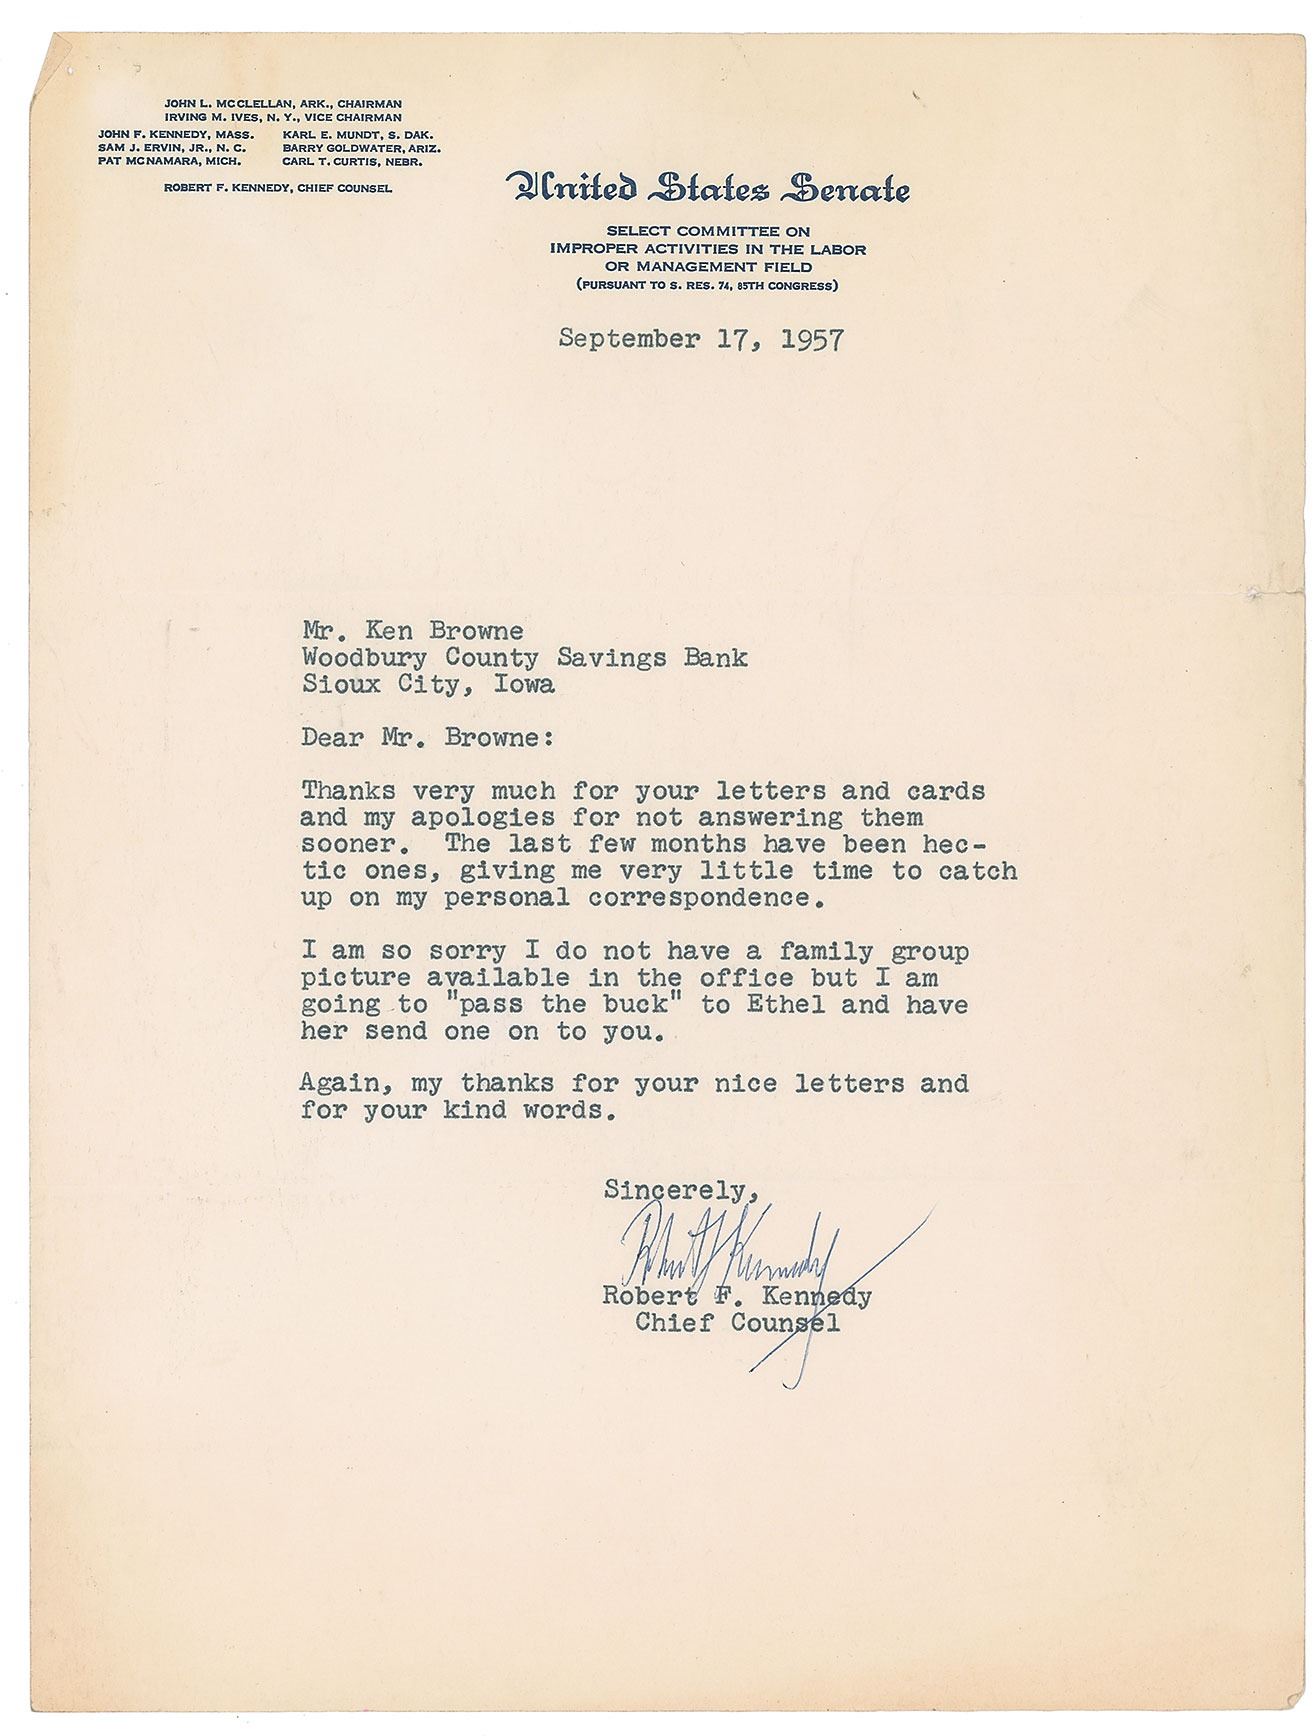 JOHN L. MCCLELLAN, ARK., CHAIRMAN
IRVING M. IVES, N. Y., VICE CHAIRMAN
JOHN F. KENNEDY, MASS. KARL E. MUNDT, S. DAK.
SAM J. ERVIN, JR., N. C. BARRY GOLDWATER, ARIZ.
PAT MCNAMARA, MICH. CARL T. CURTIS, NEBR.
ROBERT F. KENNEDY, CHIEF COUNSEL
United States Senate
SELECT COMMITTEE ON
IMPROPER ACTIVITIES IN THE LABOR
OR MANAGEMENT FIELD
(PURSUANT TO S. RES. 74, 85TH CONGRESS)
September 17, 1957
Mr. Ken Browne
Woodbury County Savings Bank
Sioux City, Iowa
Dear Mr. Browne:
Thanks very much for your letters and cards
and my apologies for not answering them
sooner. The last few months have been hec-
tic ones, giving me very little time to catch
up on my personal correspondence.
I am so sorry I do not have a family group
picture available in the office but I am
going to "pass the buck" to Ethel and have
her send one on to you.
Again, my thanks for your nice letters and
for your kind words.
Sincerely,
Robert F Kennedy
Robert F. Kennedy
Chief Counsel